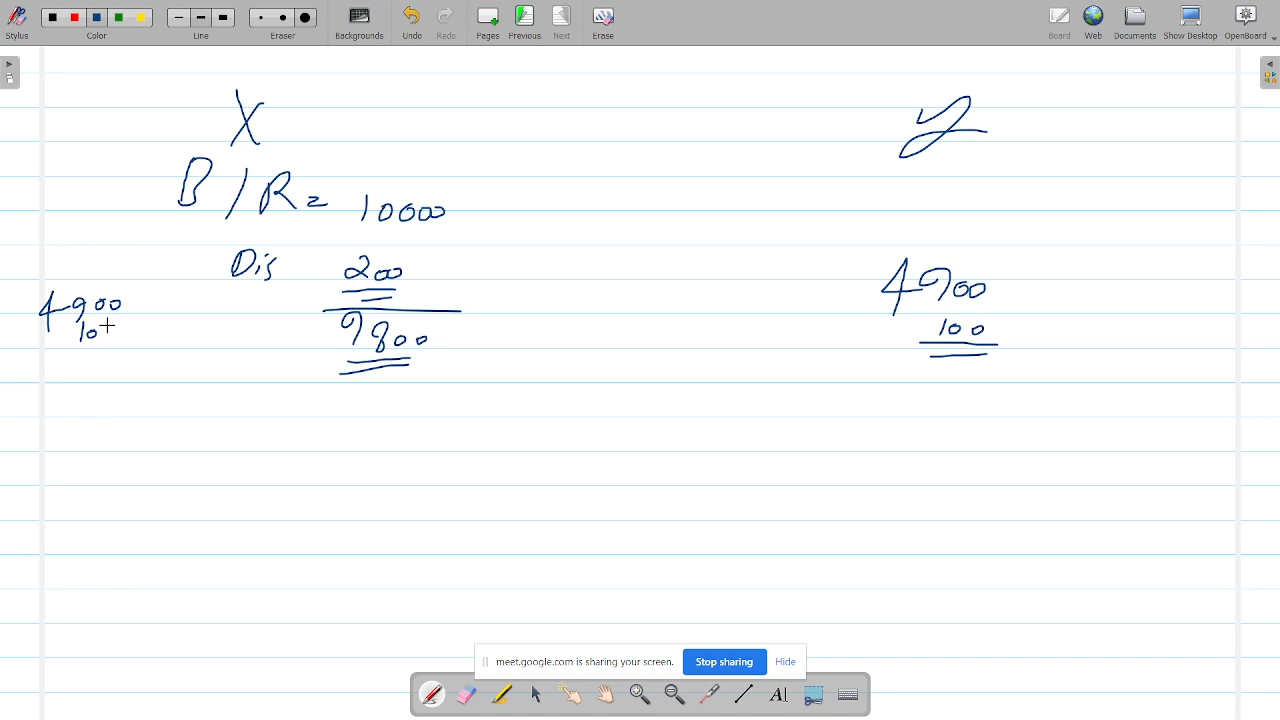 Stylus Color Line Eraser Backgrounds Undo Redo Pages Previous Next Erase Board Web Documents Show Desktop OpenBoard
X y
B/R = 10000
Dis 200
4900 9800 4900
10 100
meet.google.com is sharing your screen. Stop sharing Hide
AI